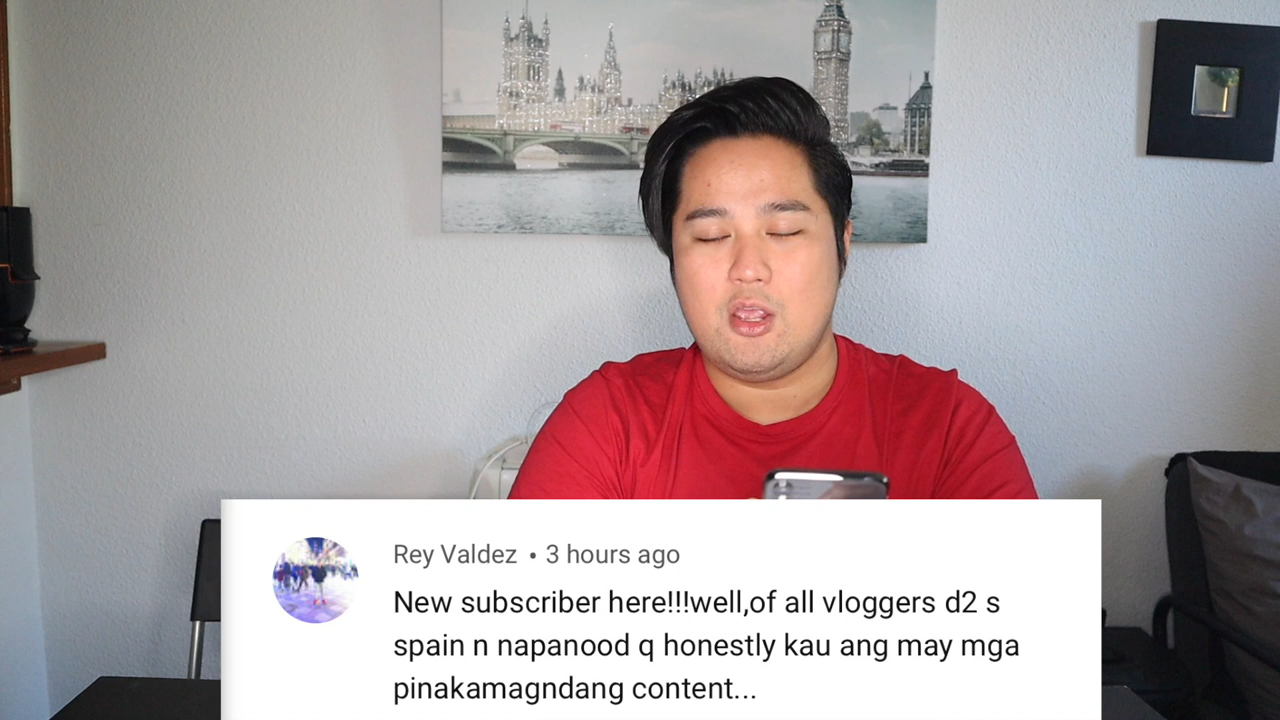 Rey Valdez • 3 hours ago
New subscriber here!!!well,of all vloggers d2 s
spain n napanood q honestly kau ang may mga
pinakamagndang content...